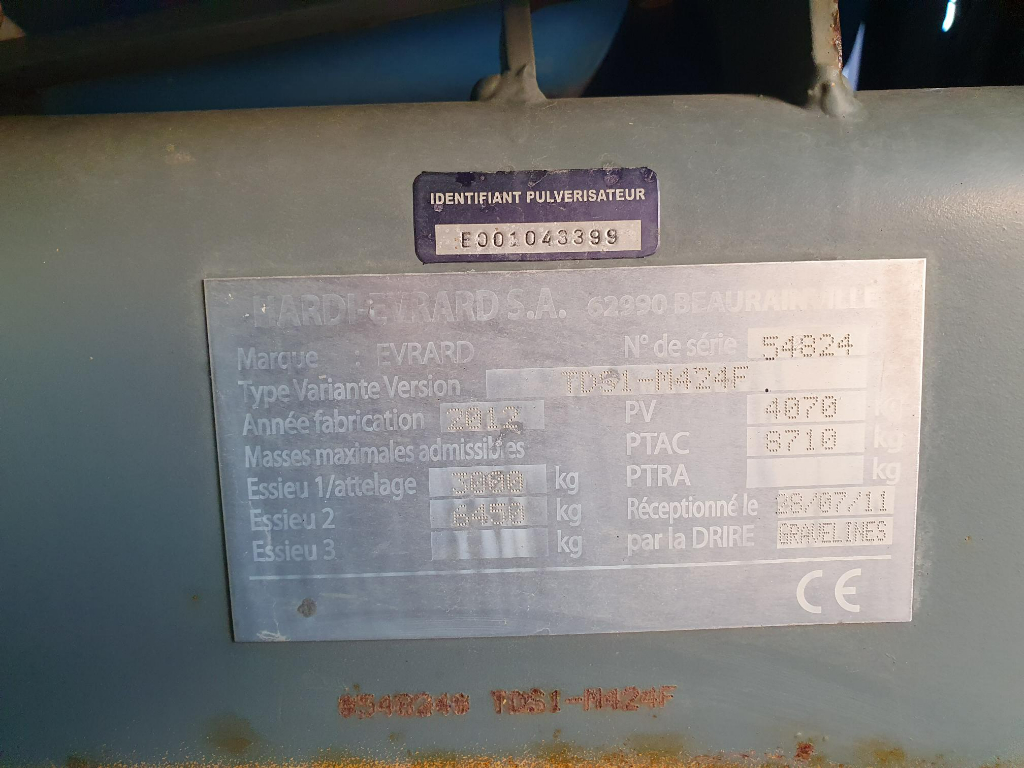 IDENTIFIANT PULVERISATEUR
E001043399
HARDI-EVRARD S.A. 62990 BEAURAINVILLE
Marque : EVRARD N° de série 54824
Type Variante Version TDS1-M424F
Année fabrication 2012 PV 4070 kg
Masses maximales admissibles PTAC 8710 kg
Essieu 1/attelage 3000 kg PTRA kg
Essieu 2 6450 kg Réceptionné le 28/07/11
Essieu 3 kg par la DRIRE GRAVELINES
CE
TDS1-M424F